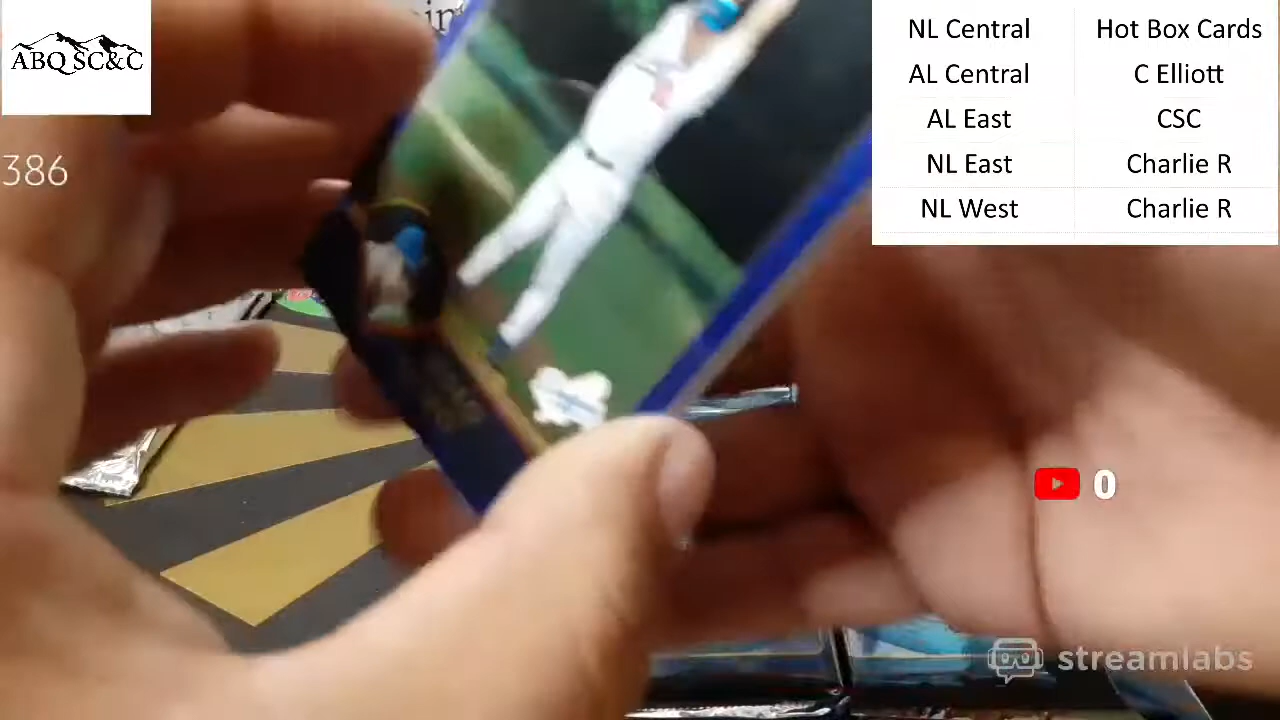 ABQ SC&C
386
NL Central Hot Box Cards
AL Central C Elliott
AL East CSC
NL East Charlie R
NL West Charlie R
0
streamlabs